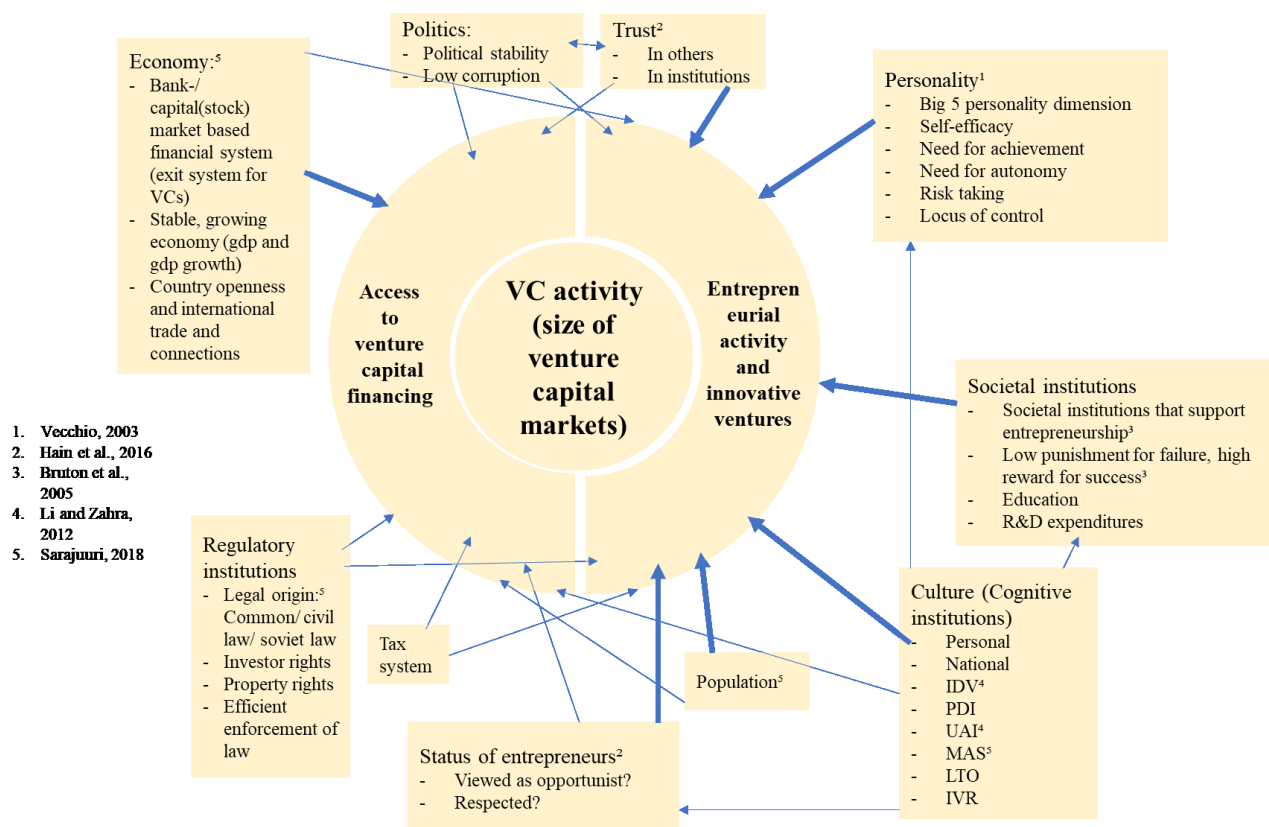 Politics:
- Political stability
- Low corruption
Trust²
- In others
- In institutions
Economy:⁵
- Bank-/
capital(stock)
market based
financial system
(exit system for
VCs)
- Stable, growing
economy (gdp and
gdp growth)
- Country openness
and international
trade and
connections
Personality¹
- Big 5 personality dimension
- Self-efficacy
- Need for achievement
- Need for autonomy
- Risk taking
- Locus of control
Access
to
venture
capital
financing
VC activity
(size of
venture
capital
markets)
Entrepren
eurial
activity
and
innovative
ventures
Societal institutions
- Societal institutions that support
entrepreneurship³
- Low punishment for failure, high
reward for success³
- Education
- R&D expenditures
1. Vecchio, 2003
2. Hain et al., 2016
3. Bruton et al.,
2005
4. Li and Zahra,
2012
5. Sarajuuri, 2018
Regulatory
institutions
- Legal origin:⁵
Common/ civil
law/ soviet law
- Investor rights
- Property rights
- Efficient
enforcement of
law
Tax
system
Population⁵
Status of entrepreneurs²
- Viewed as opportunist?
- Respected?
Culture (Cognitive
institutions)
- Personal
- National
- IDV⁴
- PDI
- UAI⁴
- MAS⁵
- LTO
- IVR